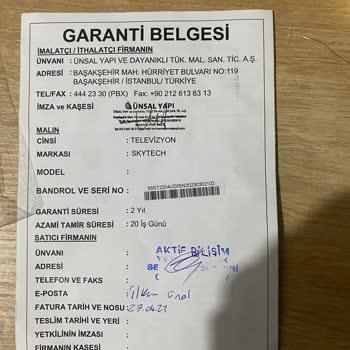 GARANTİ BELGESİ
İMALATÇI / İTHALATÇI FİRMANIN
ÜNVANI : ÜNSAL YAPI VE DAYANIKLI TÜK. MAL. SAN. TİC. A.Ş.
ADRESİ : BAŞAKŞEHİR MAH. HÜRRİYET BULVARI NO:119
BAŞAKŞEHİR / İSTANBUL/ TÜRKİYE
TEL/FAX : 444 22 30 (PBX) Fax: +90 212 613 63 13
İMZA ve KAŞESİ ÜNSAL YAPI
MALIN
CİNSİ : TELEVİZYON
MARKASI : SKYTECH
MODEL :
BANDROL VE SERİ NO :
GARANTİ SÜRESİ : 2 Yıl
AZAMİ TAMİR SÜRESİ : 20 İş Günü
SATICI FİRMANIN
ÜNVANI : AKTİF BİLİŞİM
ADRESİ :
TELEFON VE FAKS :
E-POSTA :
FATURA TARİH VE NOSU :
TESLİM TARİHİ VE YERİ :
YETKİLİNİN İMZASI :
FİRMANIN KAŞESİ